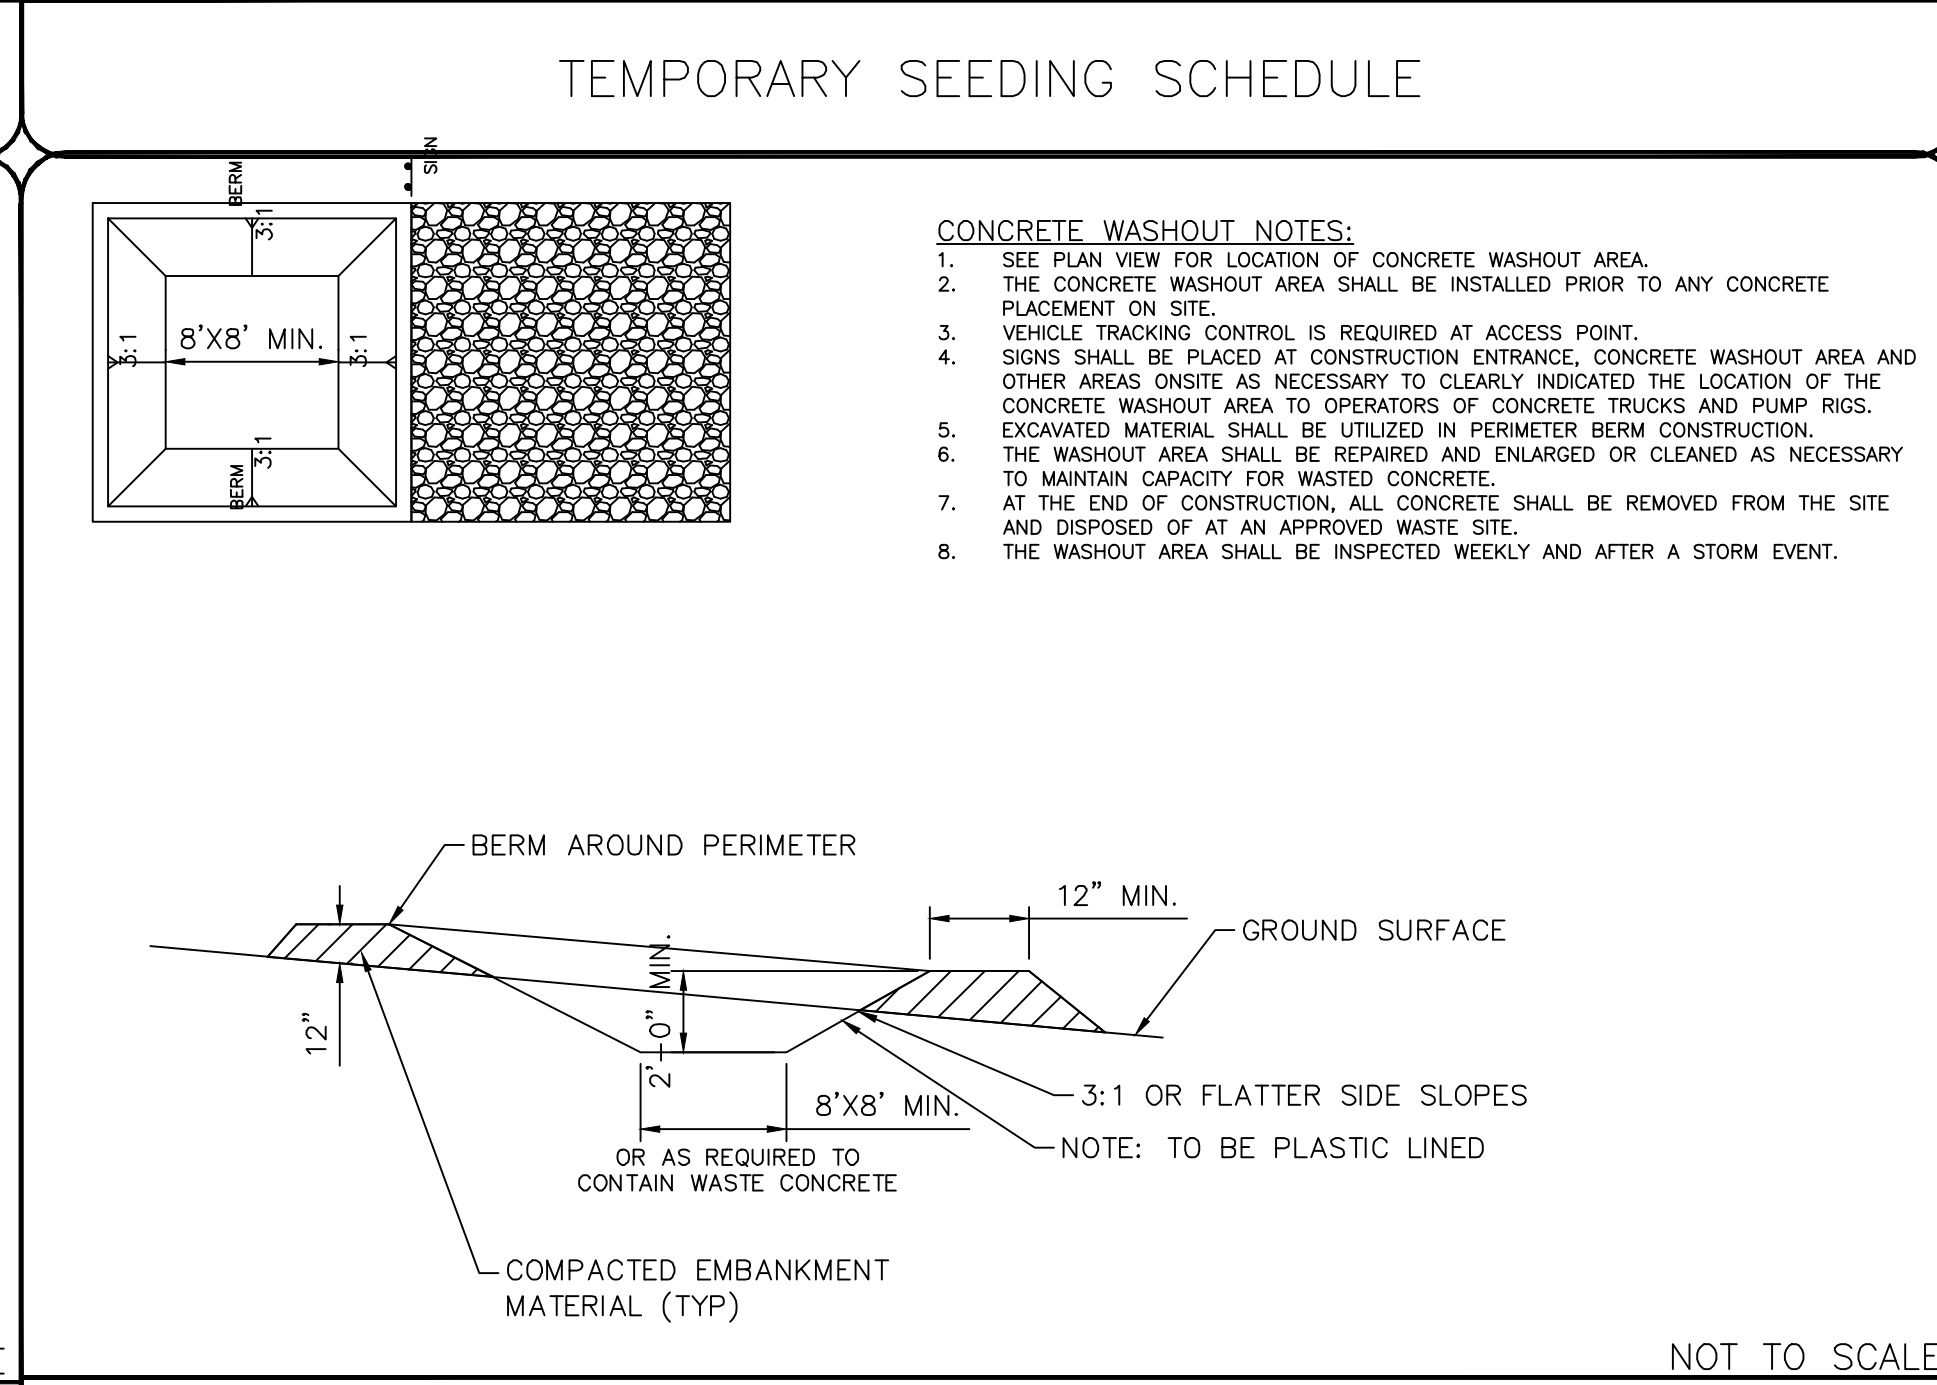 TEMPORARY SEEDING SCHEDULE
SIGN
BERM
3:1
8'X8' MIN.
3:1
3:1
3:1
BERM
CONCRETE WASHOUT NOTES:
1. SEE PLAN VIEW FOR LOCATION OF CONCRETE WASHOUT AREA.
2. THE CONCRETE WASHOUT AREA SHALL BE INSTALLED PRIOR TO ANY CONCRETE
PLACEMENT ON SITE.
3. VEHICLE TRACKING CONTROL IS REQUIRED AT ACCESS POINT.
4. SIGNS SHALL BE PLACED AT CONSTRUCTION ENTRANCE, CONCRETE WASHOUT AREA AND
OTHER AREAS ONSITE AS NECESSARY TO CLEARLY INDICATED THE LOCATION OF THE
CONCRETE WASHOUT AREA TO OPERATORS OF CONCRETE TRUCKS AND PUMP RIGS.
5. EXCAVATED MATERIAL SHALL BE UTILIZED IN PERIMETER BERM CONSTRUCTION.
6. THE WASHOUT AREA SHALL BE REPAIRED AND ENLARGED OR CLEANED AS NECESSARY
TO MAINTAIN CAPACITY FOR WASTED CONCRETE.
7. AT THE END OF CONSTRUCTION, ALL CONCRETE SHALL BE REMOVED FROM THE SITE
AND DISPOSED OF AT AN APPROVED WASTE SITE.
8. THE WASHOUT AREA SHALL BE INSPECTED WEEKLY AND AFTER A STORM EVENT.
BERM AROUND PERIMETER
12" MIN.
GROUND SURFACE
12"
2'-0" MIN.
8'X8' MIN.
OR AS REQUIRED TO
CONTAIN WASTE CONCRETE
3:1 OR FLATTER SIDE SLOPES
NOTE: TO BE PLASTIC LINED
COMPACTED EMBANKMENT
MATERIAL (TYP)
NOT TO SCALE